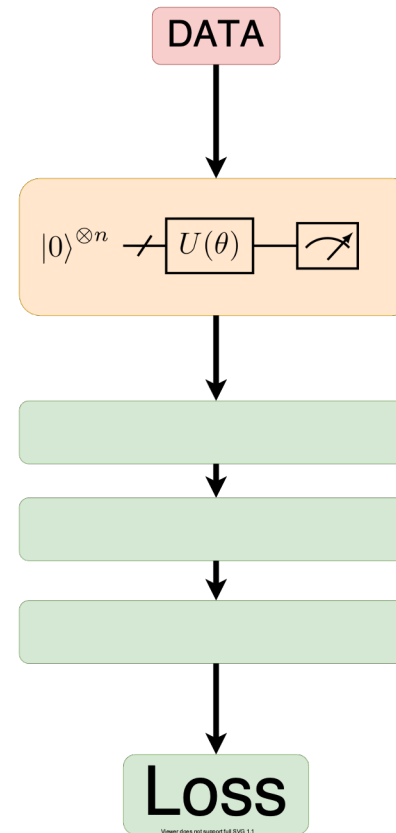 DATA
|0⟩^{⊗n} U(θ)
Loss
Viewer does not support full SVG 1.1